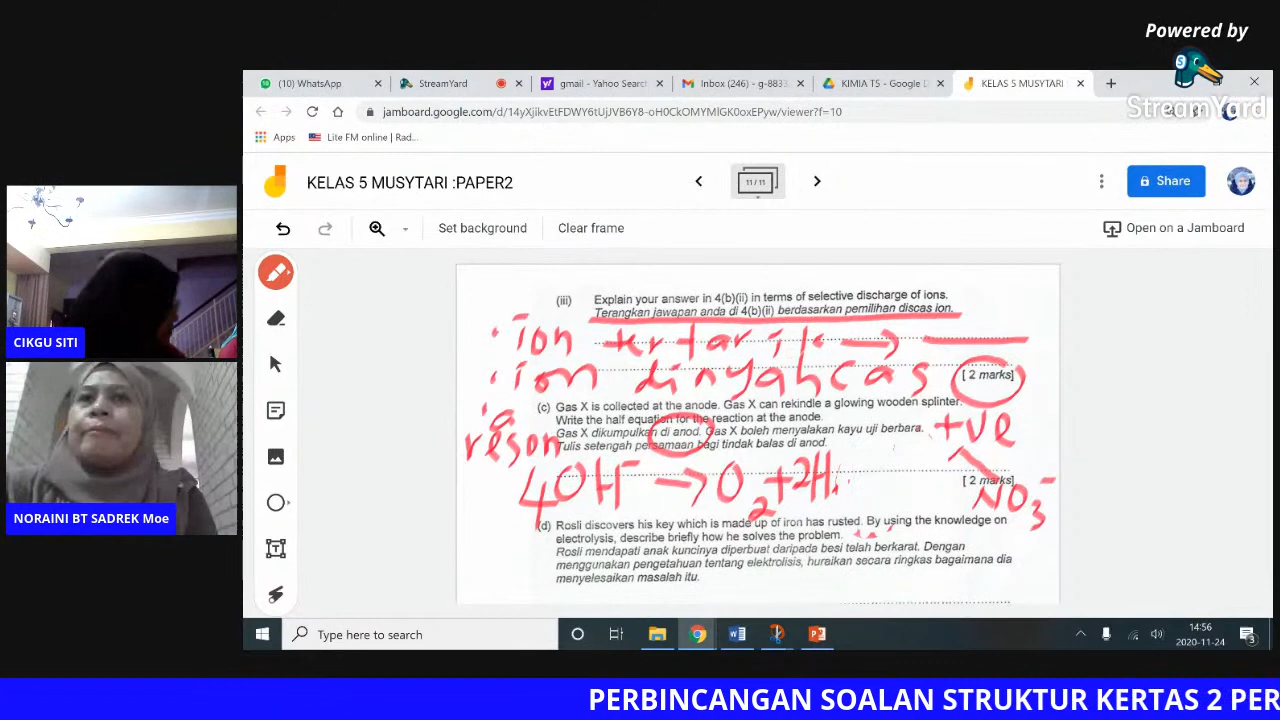 Powered by
StreamYard
(10) WhatsApp
StreamYard
gmail - Yahoo Search
Inbox (246) - g-8833
KIMIA T5 - Google D
KELAS 5 MUSYTARI
jamboard.google.com/d/14yXjikvEtFDWY6tUjJVB6Y8-oH0CkOMYMlGK0oxEPyw/viewer?f=10
Apps
Lite FM online | Rad...
KELAS 5 MUSYTARI :PAPER2
11 / 11
Share
Set background
Clear frame
Open on a Jamboard
(iii) Explain your answer in 4(b)(ii) in terms of selective discharge of ions.
Terangkan jawapan anda di 4(b)(ii) berdasarkan pemilihan discas ion.
ion tertarik →
ion dinyahcas
[ 2 marks]
(c) Gas X is collected at the anode. Gas X can rekindle a glowing wooden splinter.
Write the half equation for the reaction at the anode.
Gas X dikumpulkan di anod. Gas X boleh menyalakan kayu uji berbara.
Tulis setengah persamaan bagi tindak balas di anod.
reson
+ve
4OH⁻ → O₂ + 2H
[ 2 marks]
NO₃⁻
(d) Rosli discovers his key which is made up of iron has rusted. By using the knowledge on
electrolysis, describe briefly how he solves the problem.
Rosli mendapati anak kuncinya diperbuat daripada besi telah berkarat. Dengan
menggunakan pengetahuan tentang elektrolisis, huraikan secara ringkas bagaimana dia
menyelesaikan masalah itu.
CIKGU SITI
NORAINI BT SADREK Moe
Type here to search
14:56
2020-11-24
3
PERBINCANGAN SOALAN STRUKTUR KERTAS 2 PER